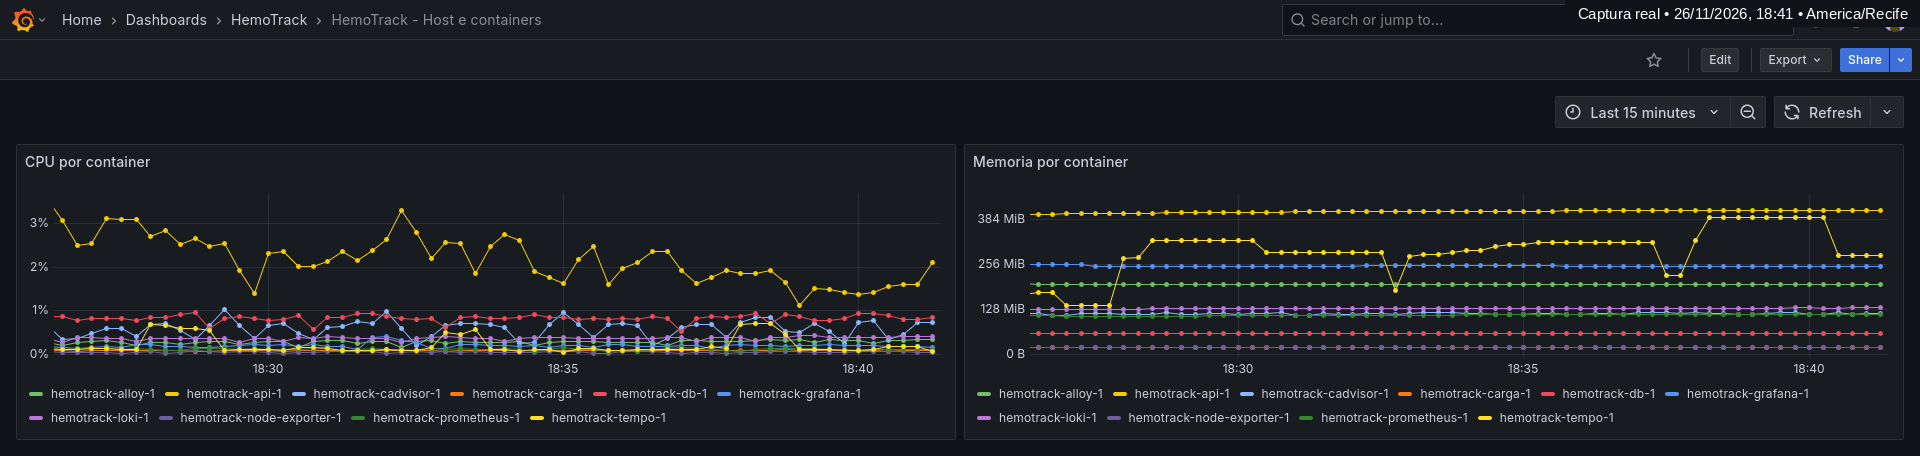 Home › Dashboards › HemoTrack › HemoTrack - Host e containers
Search or jump to...
Captura real • 26/11/2026, 18:41 • America/Recife
Edit
Export
Share
Last 15 minutes
Refresh
CPU por container
3%
2%
1%
0%
18:30 18:35 18:40
hemotrack-alloy-1 hemotrack-api-1 hemotrack-cadvisor-1 hemotrack-carga-1 hemotrack-db-1 hemotrack-grafana-1
hemotrack-loki-1 hemotrack-node-exporter-1 hemotrack-prometheus-1 hemotrack-tempo-1
Memoria por container
384 MiB
256 MiB
128 MiB
0 B
18:30 18:35 18:40
hemotrack-alloy-1 hemotrack-api-1 hemotrack-cadvisor-1 hemotrack-carga-1 hemotrack-db-1 hemotrack-grafana-1
hemotrack-loki-1 hemotrack-node-exporter-1 hemotrack-prometheus-1 hemotrack-tempo-1